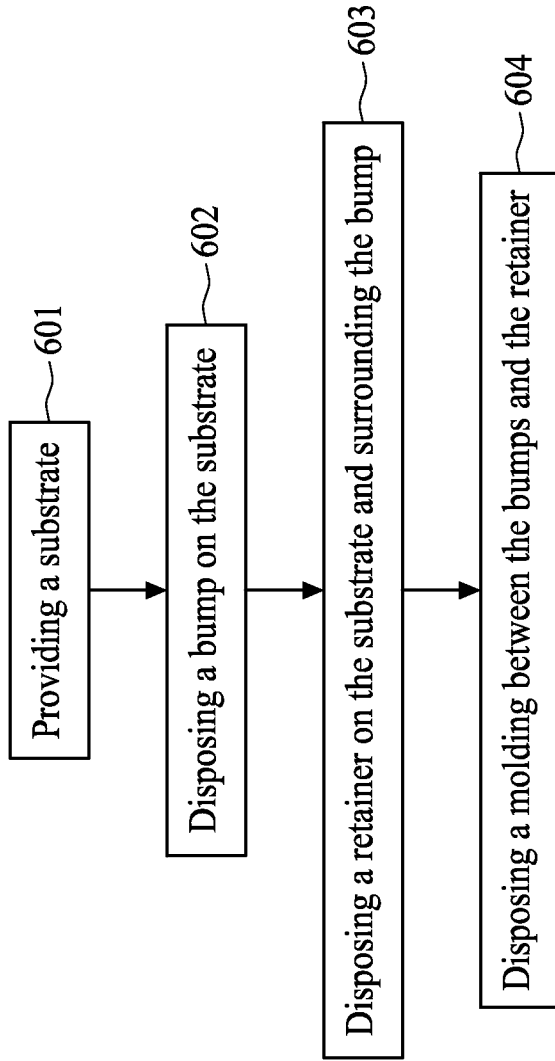 Providing a substrate
601
Disposing a bump on the substrate
602
Disposing a retainer on the substrate and surrounding the bump
603
Disposing a molding between the bumps and the retainer
604